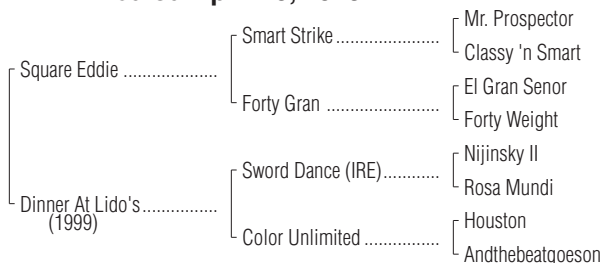 Mr. Prospector
Smart Strike ........................
Classy 'n Smart
Square Eddie .....................
El Gran Senor
Forty Gran ..........................
Forty Weight
Nijinsky II
Sword Dance (IRE).............
Rosa Mundi
Dinner At Lido's.................
(1999)
Houston
Color Unlimited .................
Andthebeatgoeson